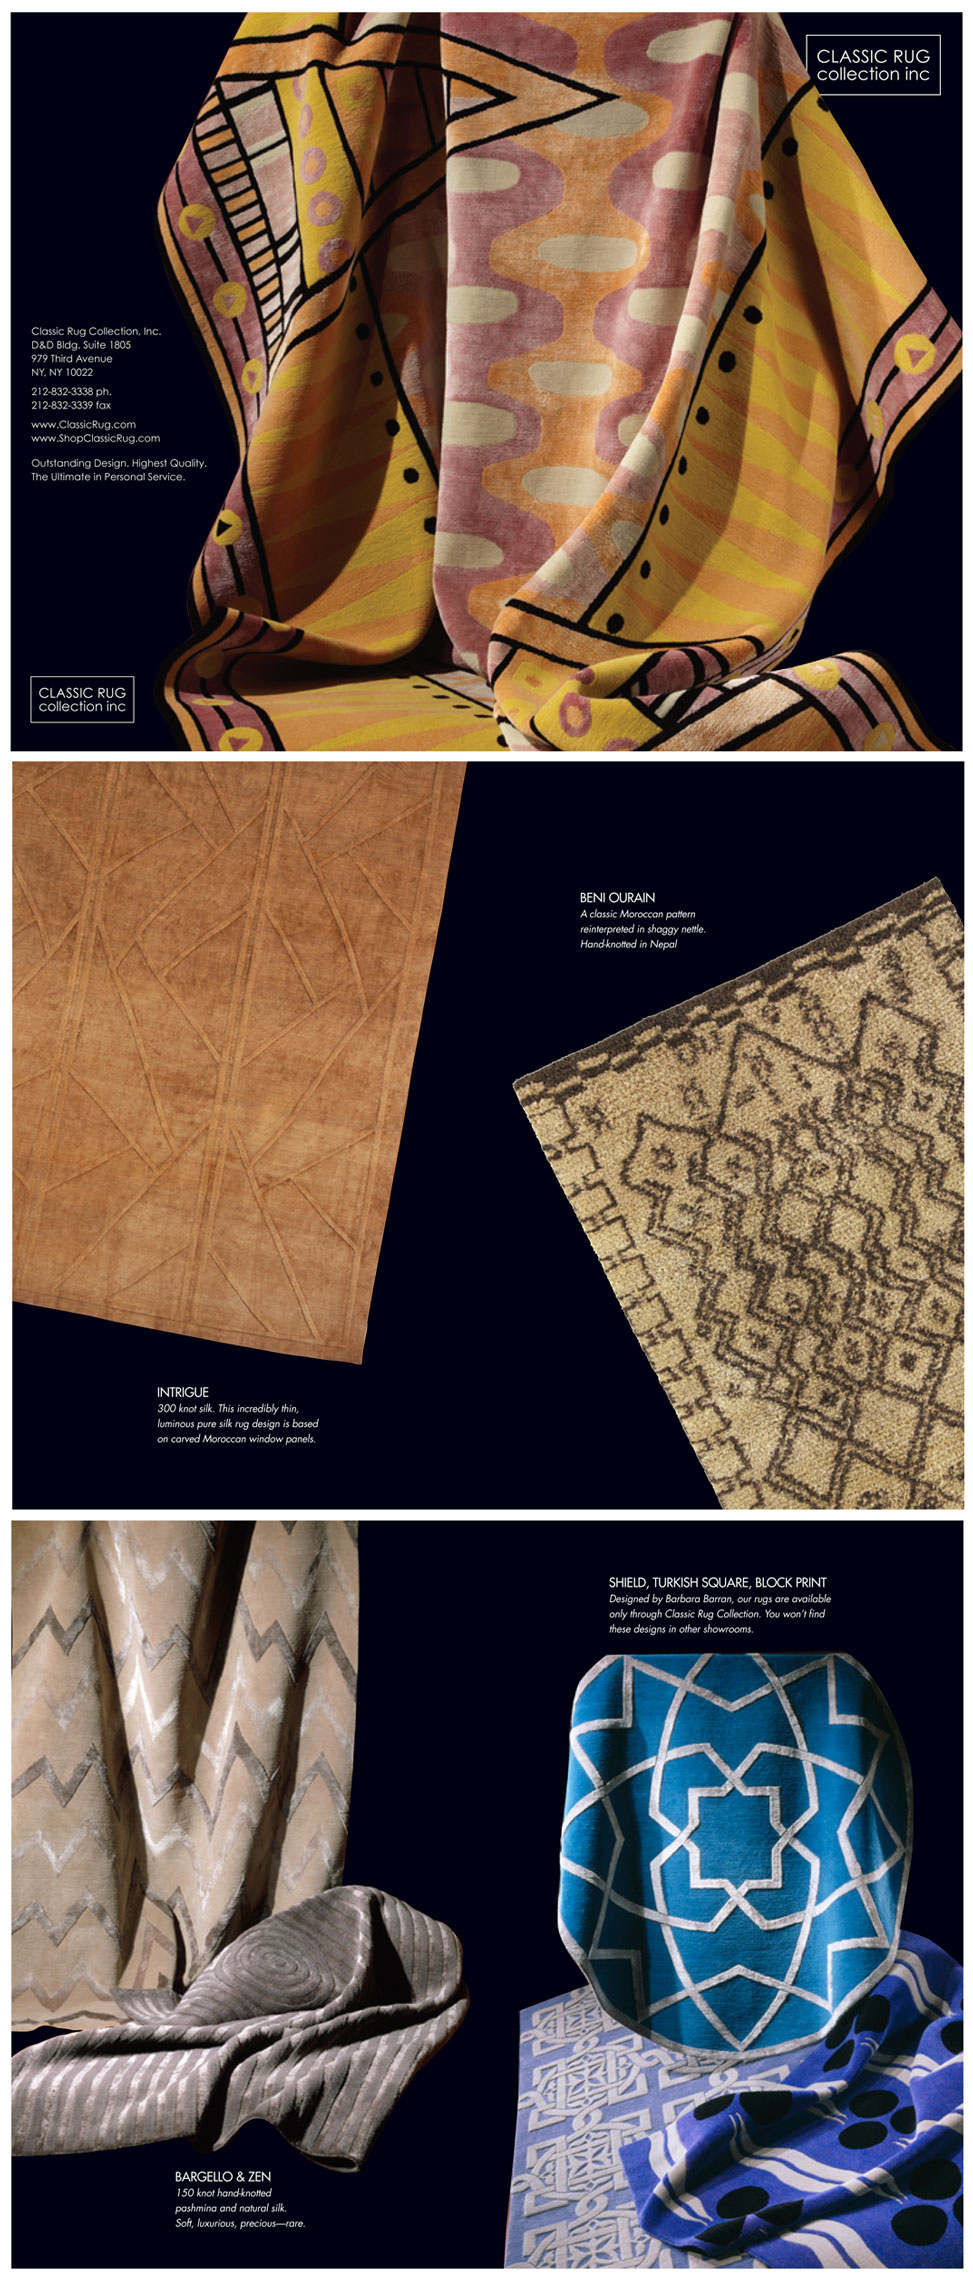 CLASSIC RUG
collection inc
Classic Rug Collection, Inc.
D&D Bldg. Suite 1805
979 Third Avenue
NY, NY 10022
212-832-3338 ph.
212-832-3339 fax
www.ClassicRug.com
www.ShopClassicRug.com
Outstanding Design. Highest Quality.
The Ultimate in Personal Service.
CLASSIC RUG
collection inc
BENI OURAIN
A classic Moroccan pattern
reinterpreted in shaggy nettle.
Hand-knotted in Nepal
INTRIGUE
300 knot silk. This incredibly thin,
luminous pure silk rug design is based
on carved Moroccan window panels.
SHIELD, TURKISH SQUARE, BLOCK PRINT
Designed by Barbara Barran, our rugs are available
only through Classic Rug Collection. You won't find
these designs in other showrooms.
BARGELLO & ZEN
150 knot hand-knotted
pashmina and natural silk.
Soft, luxurious, precious—rare.